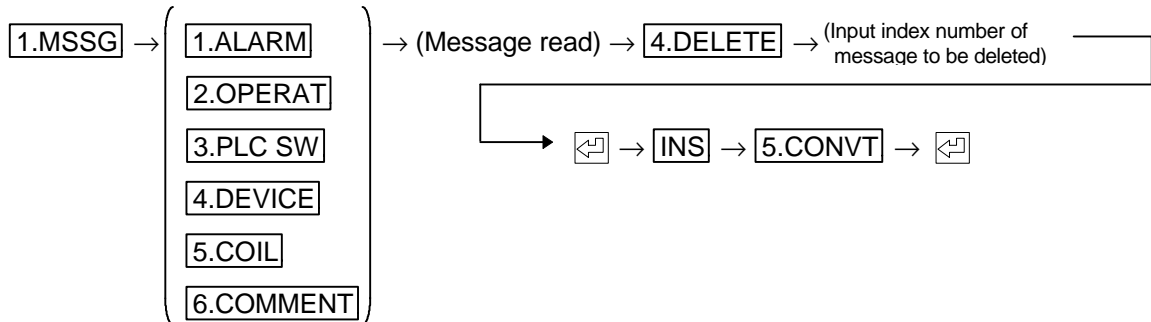 1.MSSG → 1.ALARM → (Message read) → 4.DELETE → (Input index number of
message to be deleted)
2.OPERAT
3.PLC SW
→ INS → 5.CONVT →
4.DEVICE
5.COIL
6.COMMENT